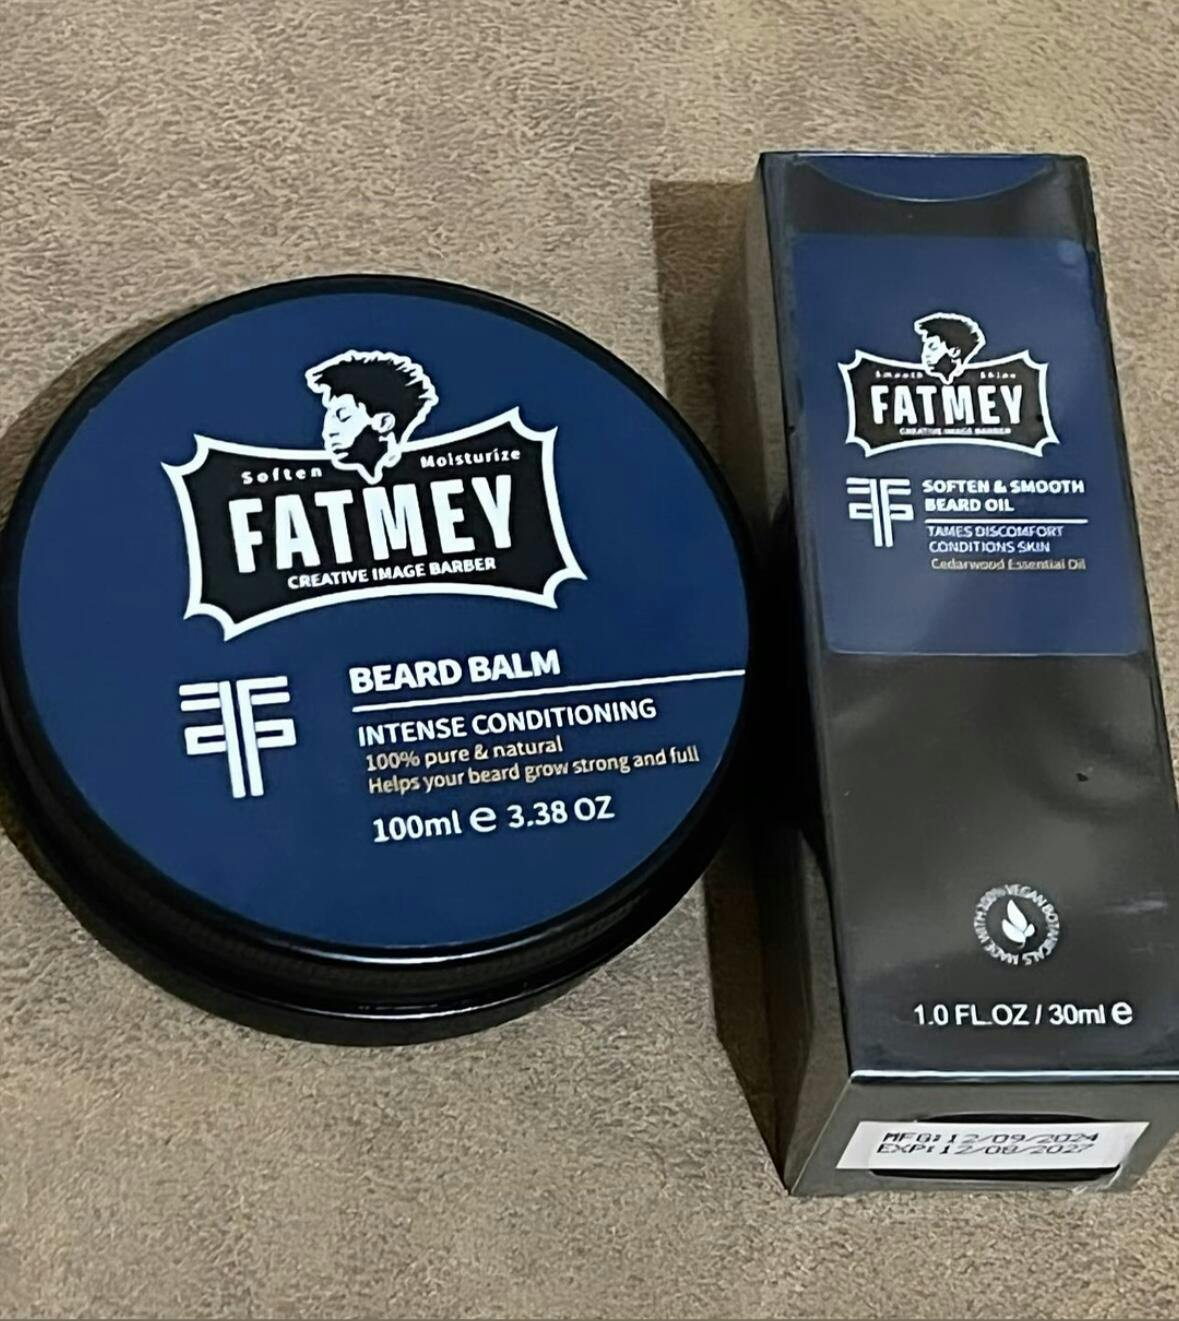 Soften Moisturize
FATMEY
CREATIVE IMAGE BARBER
BEARD BALM
INTENSE CONDITIONING
100% pure & natural
Helps your beard grow strong and full
100ml e 3.38 OZ
Smooth Shine
FATMEY
CREATIVE IMAGE BARBER
SOFTEN & SMOOTH
BEARD OIL
TAMES DISCOMFORT
CONDITIONS SKIN
Cedarwood Essential Oil
MADE WITH 100% VEGAN BOTANICALS
1.0 FL.OZ / 30ml e
MFG:12/09/2024
EXP:12/08/2027